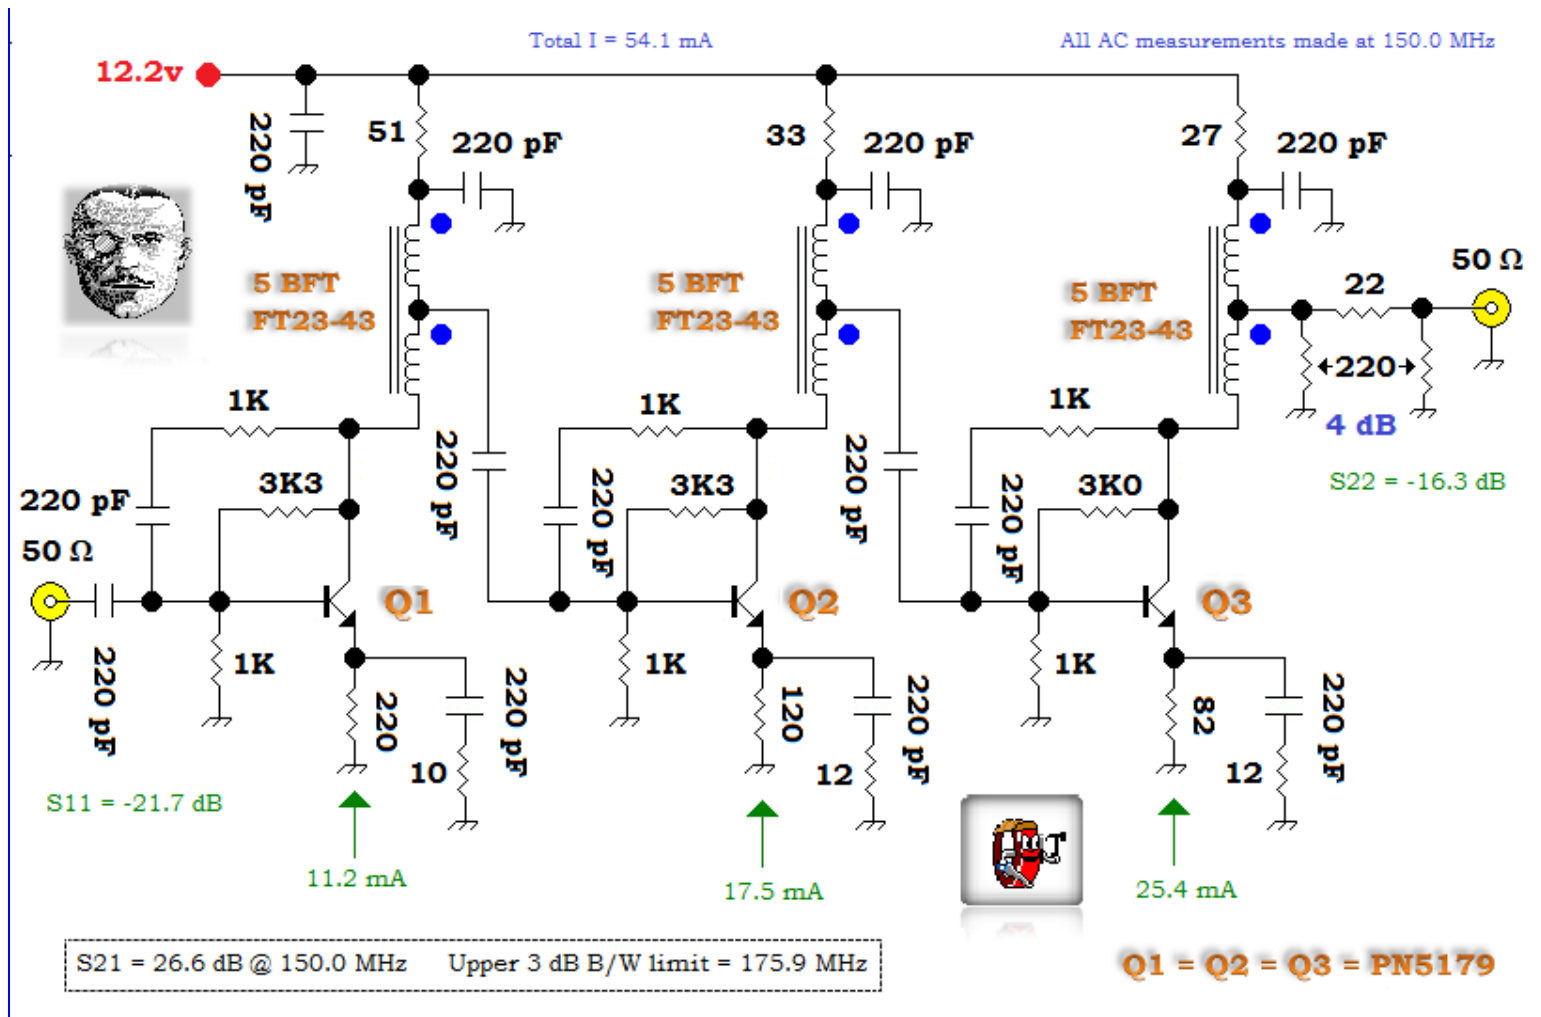 Total I = 54.1 mA
All AC measurements made at 150.0 MHz
12.2v
220 pF
51
220 pF
33
220 pF
27
220 pF
5 BFT
FT23-43
5 BFT
FT23-43
5 BFT
FT23-43
50 Ω
22
220
4 dB
S22 = -16.3 dB
1K
3K3
220 pF
220 pF
1K
3K3
220 pF
220 pF
1K
3K0
220 pF
50 Ω
220 pF
Q1
Q2
Q3
1K
220
220 pF
10
1K
120
220 pF
12
1K
82
220 pF
12
S11 = -21.7 dB
11.2 mA
17.5 mA
25.4 mA
S21 = 26.6 dB @ 150.0 MHz Upper 3 dB B/W limit = 175.9 MHz
Q1 = Q2 = Q3 = PN5179